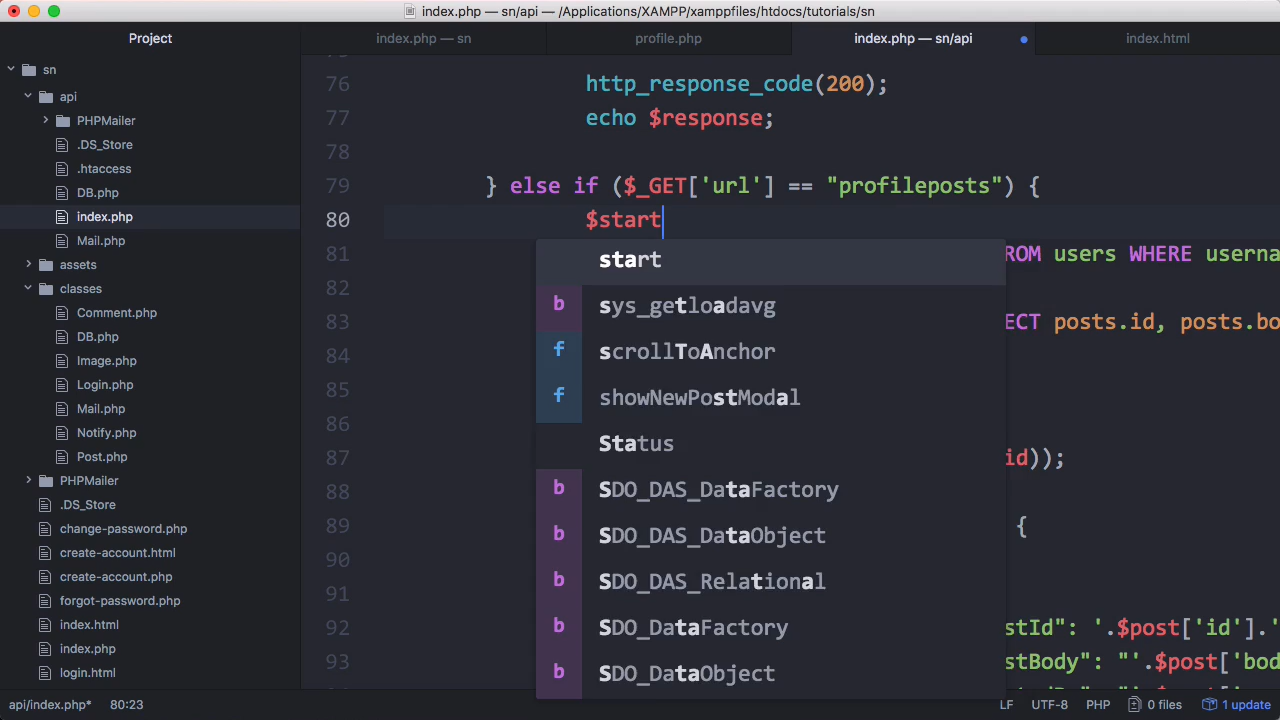 index.php — sn/api — /Applications/XAMPP/xamppfiles/htdocs/tutorials/sn
Project
index.php — sn
profile.php
index.php — sn/api
index.html
sn
api
PHPMailer
.DS_Store
.htaccess
DB.php
index.php
Mail.php
assets
classes
Comment.php
DB.php
Image.php
Login.php
Mail.php
Notify.php
Post.php
PHPMailer
.DS_Store
change-password.php
create-account.html
create-account.php
forgot-password.php
index.html
index.php
login.html
76 http_response_code(200);
77 echo $response;
78
79 } else if ($_GET['url'] == "profileposts") {
80 $start
81 ROM users WHERE userna
82
83 ECT posts.id, posts.bo
84
85
86
87 id));
88
89 {
90
91
92 stId": '.$post['id'].'
93 stBody": "'.$post['bod
start
b sys_getloadavg
f scrollToAnchor
f showNewPostModal
Status
b SDO_DAS_DataFactory
b SDO_DAS_DataObject
b SDO_DAS_Relational
b SDO_DataFactory
b SDO_DataObject
api/index.php* 80:23
LF UTF-8 PHP 0 files 1 update